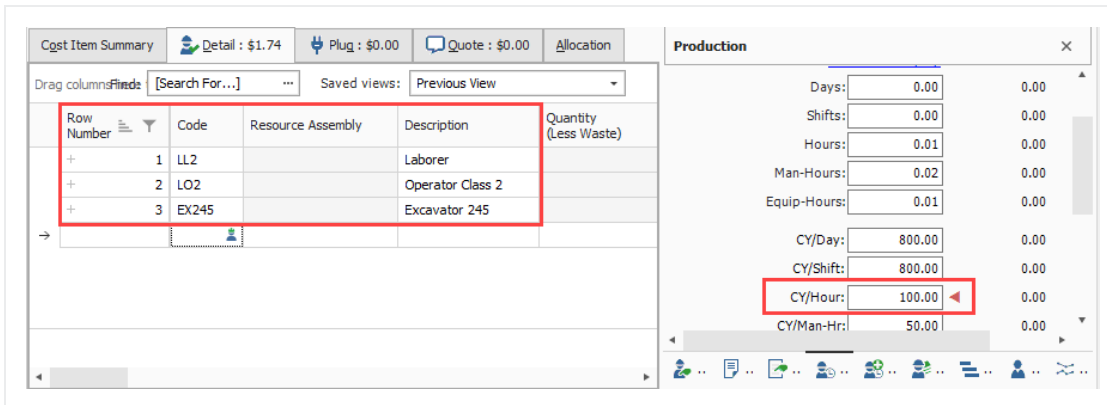 Cost Item Summary
Detail : $1.74
Plug : $0.00
Quote : $0.00
Allocation
Drag columns
[Search For...] ...
Saved views:
Previous View
Row Number
Code
Resource Assembly
Description
Quantity (Less Waste)
1 LL2 Laborer
2 LO2 Operator Class 2
3 EX245 Excavator 245
Production
Days: 0.00 0.00
Shifts: 0.00 0.00
Hours: 0.01 0.00
Man-Hours: 0.02 0.00
Equip-Hours: 0.01 0.00
CY/Day: 800.00 0.00
CY/Shift: 800.00 0.00
CY/Hour: 100.00 0.00
CY/Man-Hr: 50.00 0.00